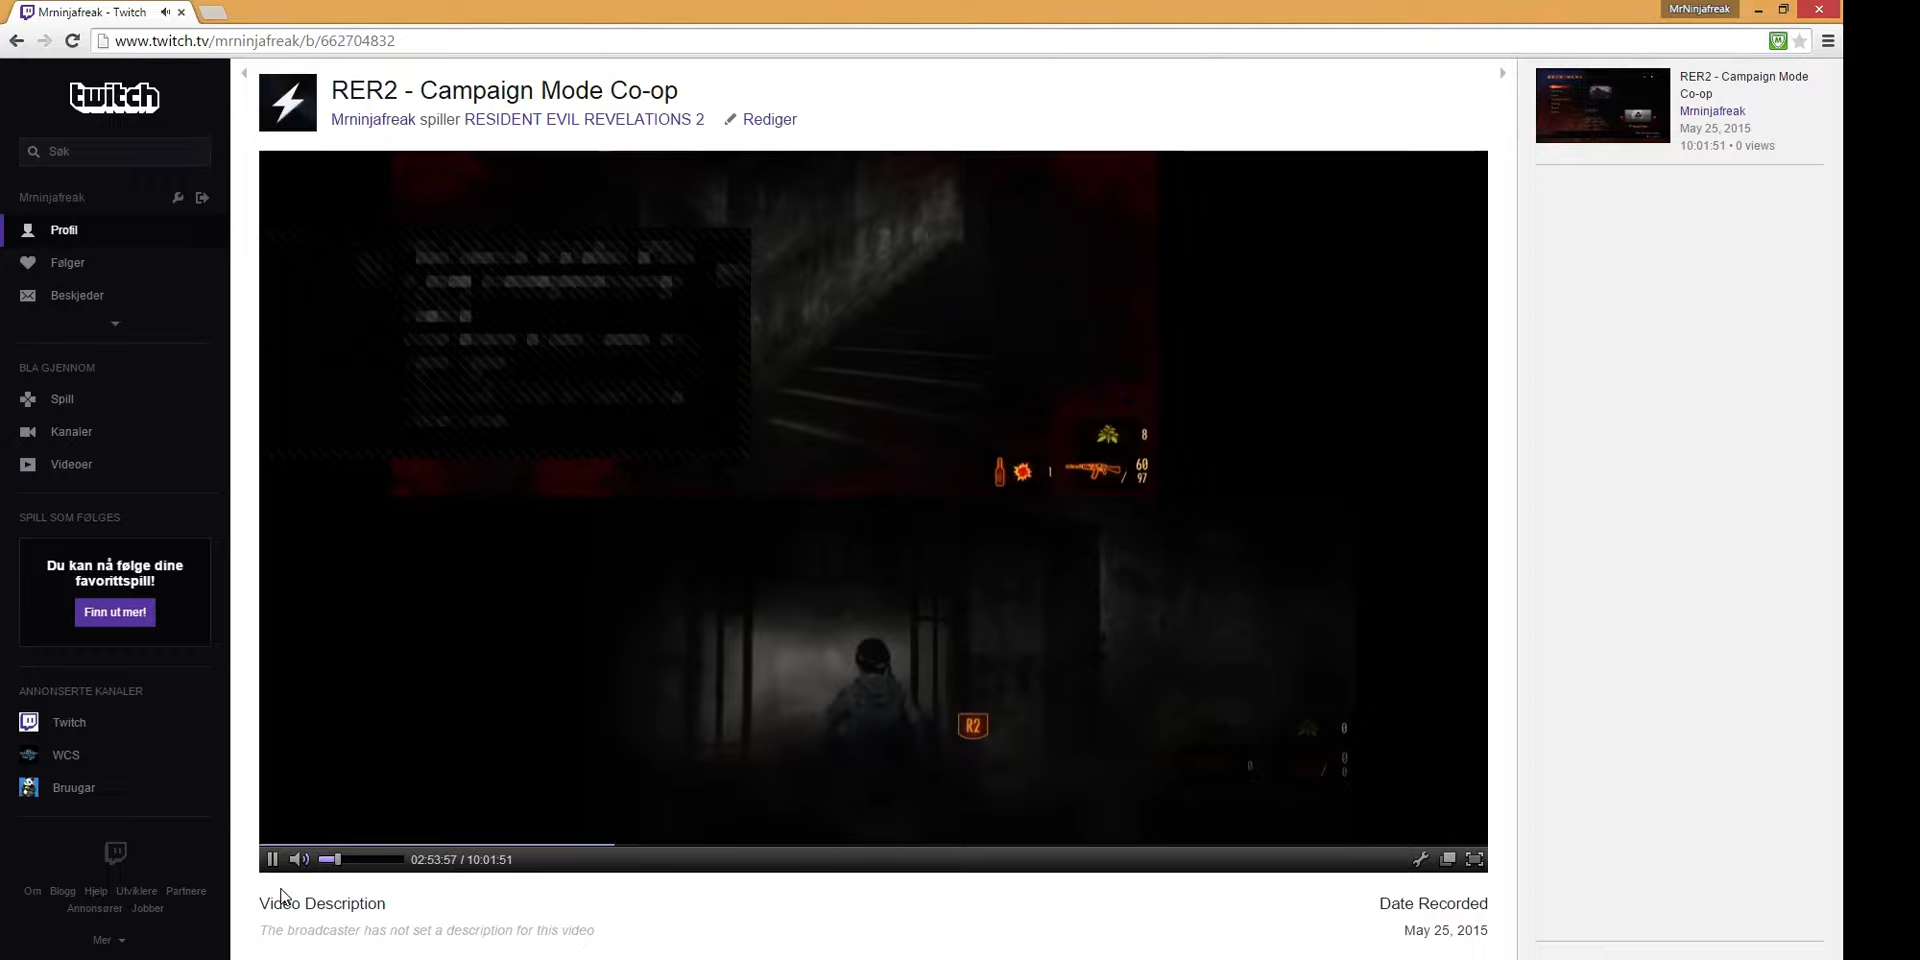 Mrninjafreak - Twitch
MrNinjafreak
www.twitch.tv/mrninjafreak/b/662704832
twitch
Søk
Mrninjafreak
Profil
Følger
Beskjeder
BLA GJENNOM
Spill
Kanaler
Videoer
SPILL SOM FØLGES
Du kan nå følge dine
favorittspill!
Finn ut mer!
ANNONSERTE KANALER
Twitch
WCS
Bruugar
Om Blogg Hjelp Utviklere Partnere
Annonsører Jobber
Mer
RER2 - Campaign Mode Co-op
Mrninjafreak spiller RESIDENT EVIL REVELATIONS 2 Rediger
8
60
1 / 97
R2
0
0
0 / 0
02:53:57 / 10:01:51
Video Description
The broadcaster has not set a description for this video
Date Recorded
May 25, 2015
RER2 - Campaign Mode
Co-op
Mrninjafreak
May 25, 2015
10:01:51 • 0 views